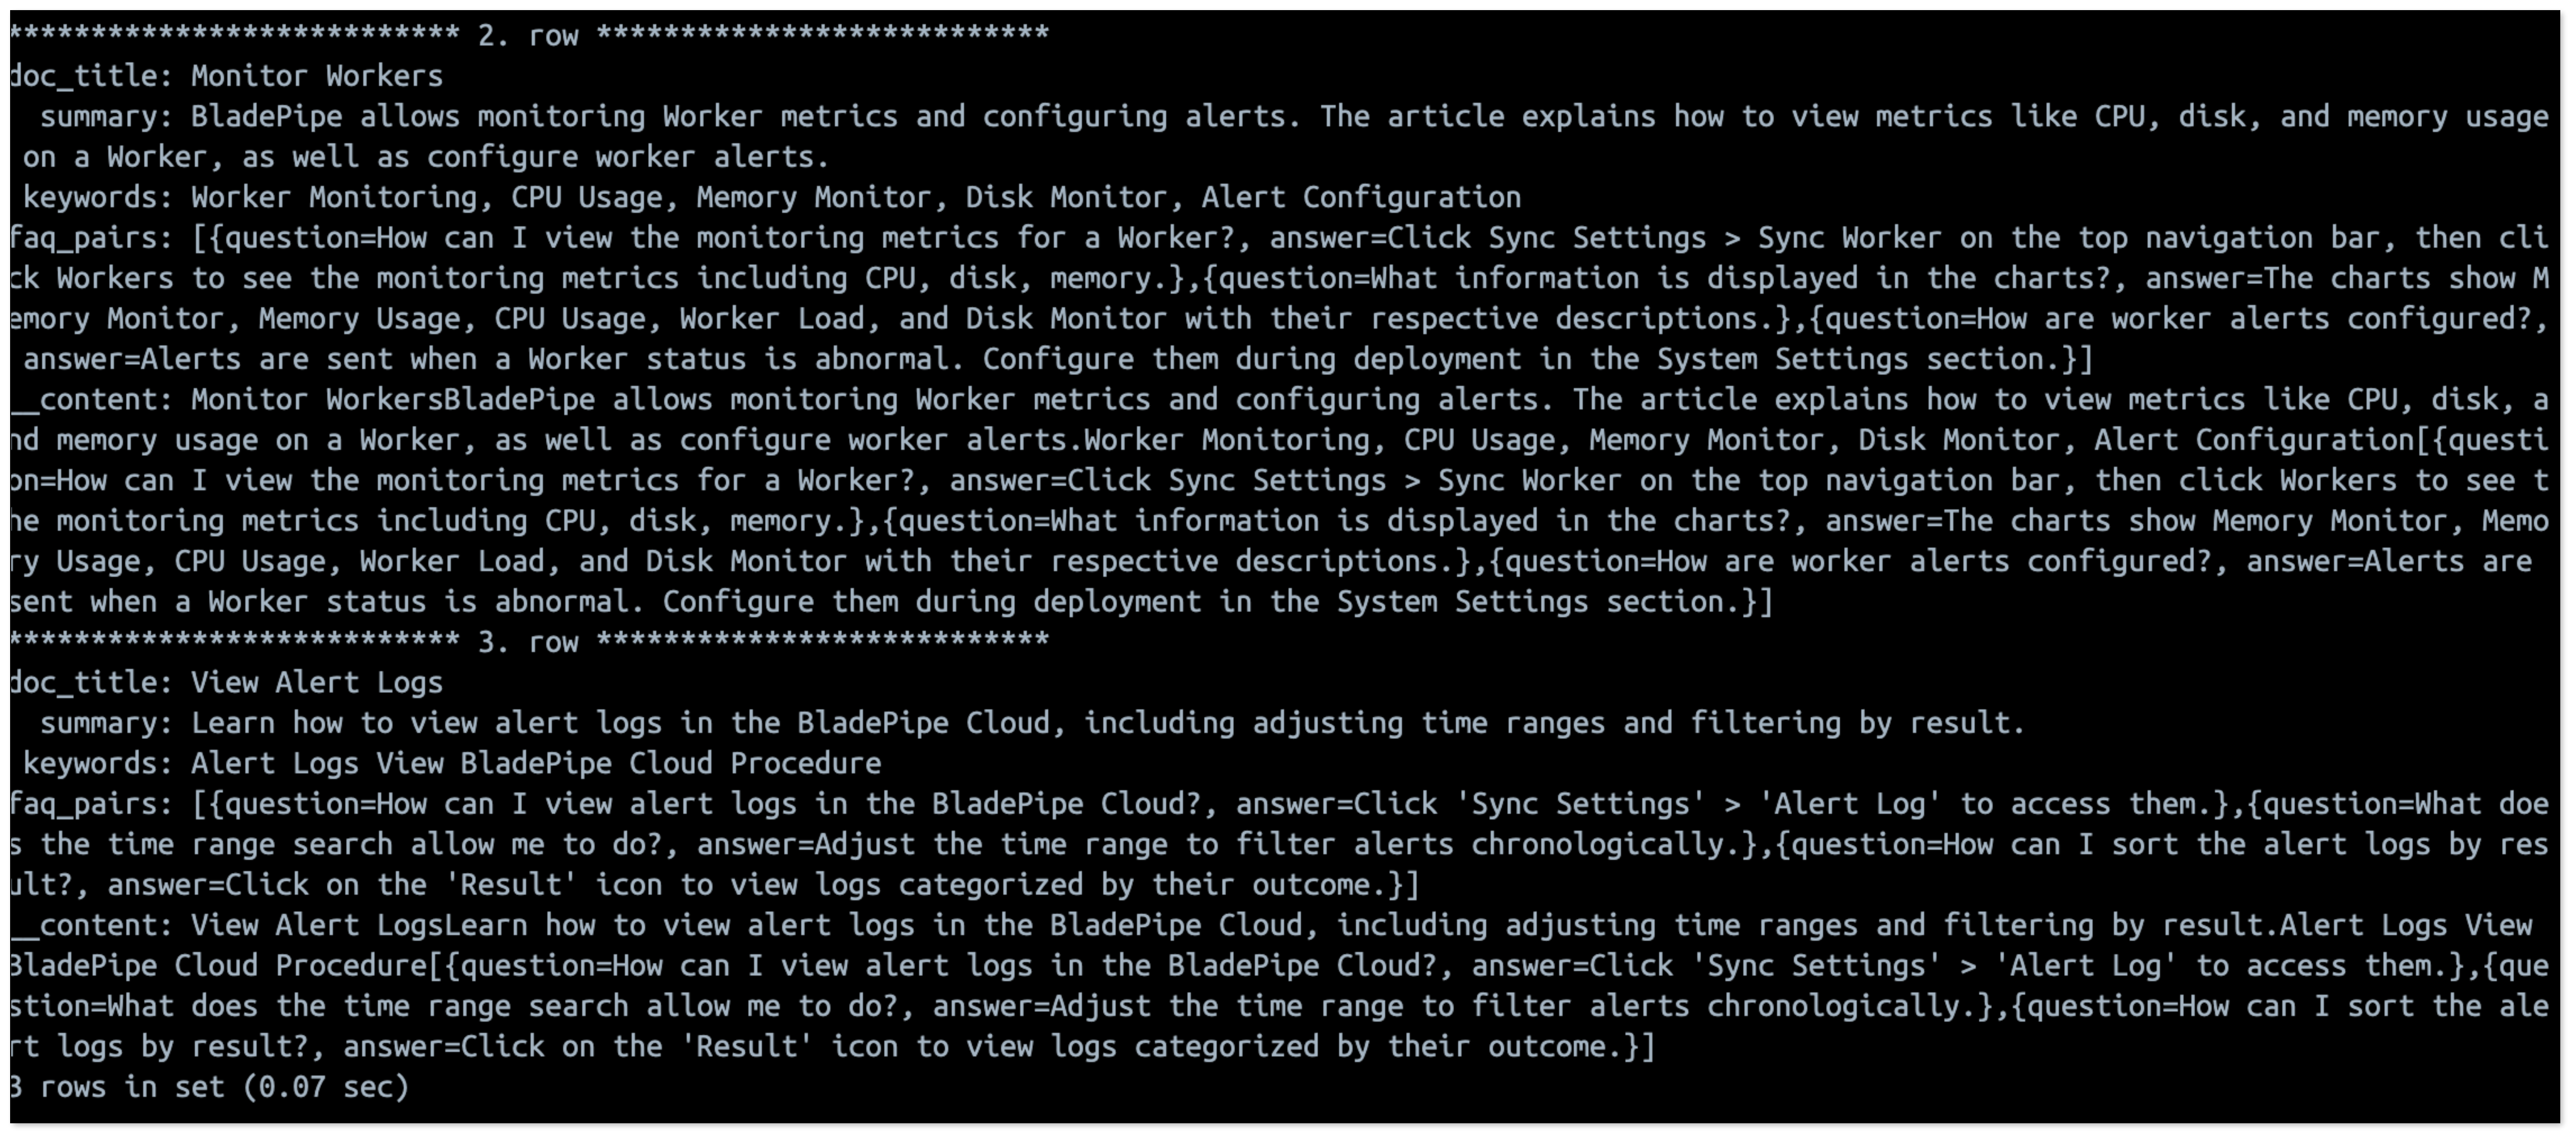 *************************** 2. row ***************************
doc_title: Monitor Workers
  summary: BladePipe allows monitoring Worker metrics and configuring alerts. The article explains how to view metrics like CPU, disk, and memory usage
 on a Worker, as well as configure worker alerts.
 keywords: Worker Monitoring, CPU Usage, Memory Monitor, Disk Monitor, Alert Configuration
faq_pairs: [{question=How can I view the monitoring metrics for a Worker?, answer=Click Sync Settings > Sync Worker on the top navigation bar, then cli
ck Workers to see the monitoring metrics including CPU, disk, memory.},{question=What information is displayed in the charts?, answer=The charts show M
emory Monitor, Memory Usage, CPU Usage, Worker Load, and Disk Monitor with their respective descriptions.},{question=How are worker alerts configured?,
 answer=Alerts are sent when a Worker status is abnormal. Configure them during deployment in the System Settings section.}]
__content: Monitor WorkersBladePipe allows monitoring Worker metrics and configuring alerts. The article explains how to view metrics like CPU, disk, a
nd memory usage on a Worker, as well as configure worker alerts.Worker Monitoring, CPU Usage, Memory Monitor, Disk Monitor, Alert Configuration[{questi
on=How can I view the monitoring metrics for a Worker?, answer=Click Sync Settings > Sync Worker on the top navigation bar, then click Workers to see t
he monitoring metrics including CPU, disk, memory.},{question=What information is displayed in the charts?, answer=The charts show Memory Monitor, Memo
ry Usage, CPU Usage, Worker Load, and Disk Monitor with their respective descriptions.},{question=How are worker alerts configured?, answer=Alerts are
sent when a Worker status is abnormal. Configure them during deployment in the System Settings section.}]
*************************** 3. row ***************************
doc_title: View Alert Logs
  summary: Learn how to view alert logs in the BladePipe Cloud, including adjusting time ranges and filtering by result.
 keywords: Alert Logs View BladePipe Cloud Procedure
faq_pairs: [{question=How can I view alert logs in the BladePipe Cloud?, answer=Click 'Sync Settings' > 'Alert Log' to access them.},{question=What doe
s the time range search allow me to do?, answer=Adjust the time range to filter alerts chronologically.},{question=How can I sort the alert logs by res
ult?, answer=Click on the 'Result' icon to view logs categorized by their outcome.}]
__content: View Alert LogsLearn how to view alert logs in the BladePipe Cloud, including adjusting time ranges and filtering by result.Alert Logs View
BladePipe Cloud Procedure[{question=How can I view alert logs in the BladePipe Cloud?, answer=Click 'Sync Settings' > 'Alert Log' to access them.},{que
stion=What does the time range search allow me to do?, answer=Adjust the time range to filter alerts chronologically.},{question=How can I sort the ale
rt logs by result?, answer=Click on the 'Result' icon to view logs categorized by their outcome.}]
3 rows in set (0.07 sec)